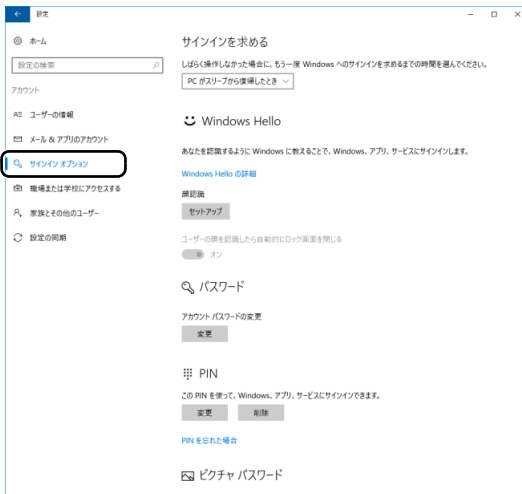 設定
ホーム
設定の検索
アカウント
ユーザーの情報
メール & アプリのアカウント
サインイン オプション
職場または学校にアクセスする
家族とその他のユーザー
設定の同期
サインインを求める
しばらく操作しなかった場合に、もう一度 Windows へのサインインを求めるまでの時間を選んでください。
PC がスリープから復帰したとき
Windows Hello
あなたを認識するように Windows に教えることで、Windows、アプリ、サービスにサインインします。
Windows Hello の詳細
顔認識
セットアップ
ユーザーの顔を認識したら自動的にロック画面を閉じる
オン
パスワード
アカウント パスワードの変更
変更
PIN
この PIN を使って、Windows、アプリ、サービスにサインインできます。
変更 削除
PIN を忘れた場合
ピクチャ パスワード